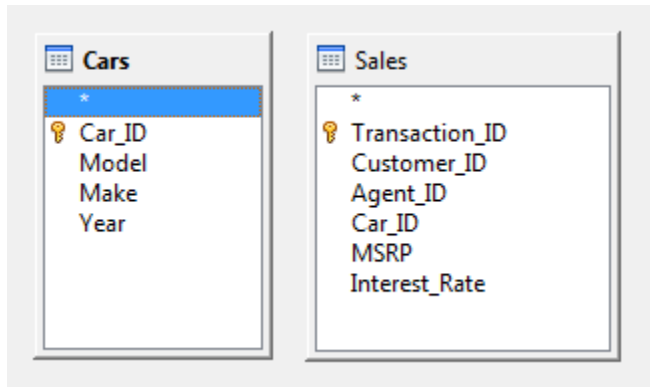 Cars
*
Car_ID
Model
Make
Year
Sales
*
Transaction_ID
Customer_ID
Agent_ID
Car_ID
MSRP
Interest_Rate